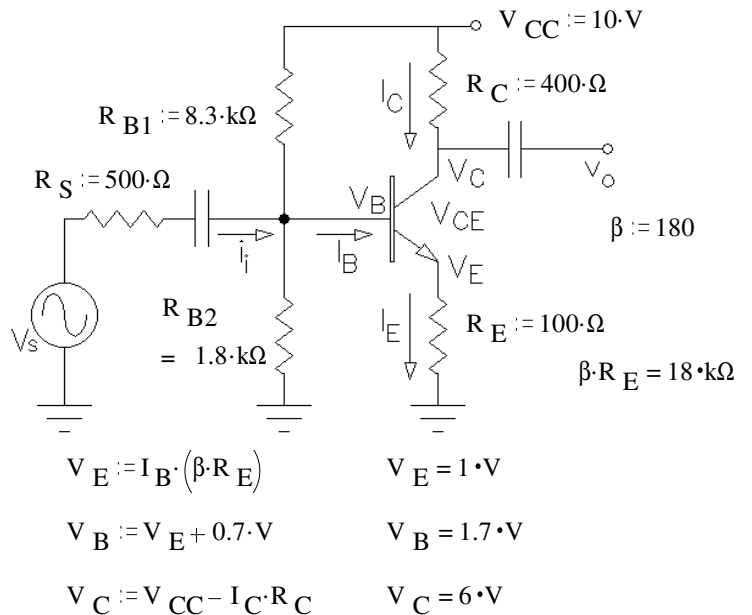 V CC := 10·V
R C := 400·Ω
I C
R B1 := 8.3·kΩ
R S := 500·Ω
V B
V C
v o
V CE
β := 180
i i
I B
V E
V s
R B2
= 1.8·kΩ
I E
R E := 100·Ω
β·R E = 18·kΩ
V E := I B·(β·R E)
V E = 1·V
V B := V E + 0.7·V
V B = 1.7·V
V C := V CC − I C·R C
V C = 6·V